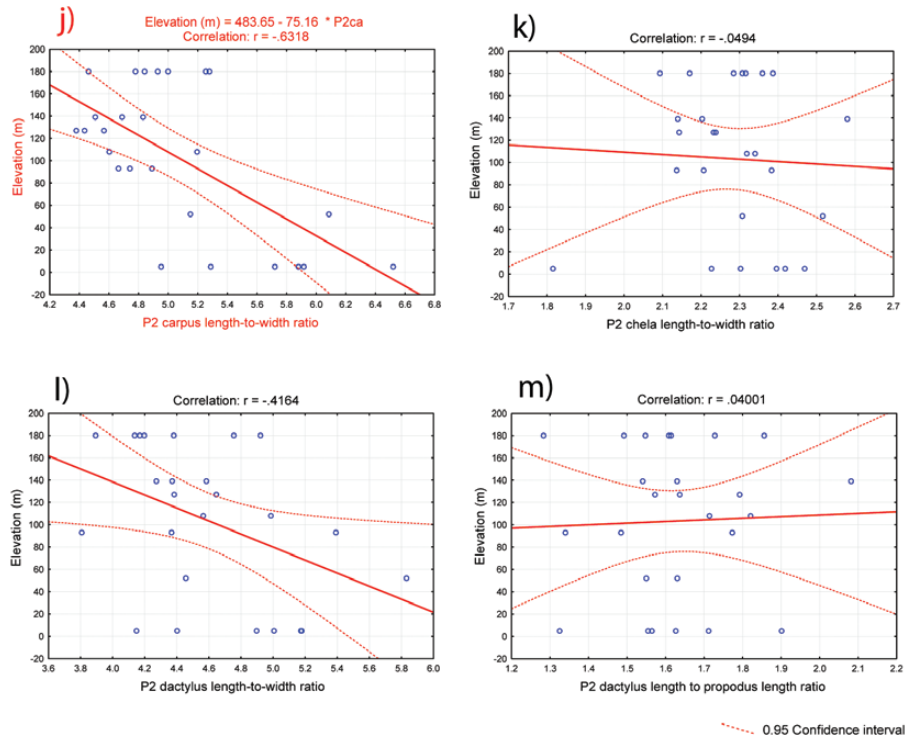 j)
Elevation (m) = 483.65 - 75.16 * P2ca
Correlation: r = -.6318
Elevation (m)
200
180
160
140
120
100
80
60
40
20
0
-20
4.2 4.4 4.6 4.8 5.0 5.2 5.4 5.6 5.8 6.0 6.2 6.4 6.6 6.8
P2 carpus length-to-width ratio
k)
Correlation: r = -.0494
Elevation (m)
200
180
160
140
120
100
80
60
40
20
0
-20
1.7 1.8 1.9 2.0 2.1 2.2 2.3 2.4 2.5 2.6 2.7
P2 chela length-to-width ratio
l)
Correlation: r = -.4164
Elevation (m)
200
180
160
140
120
100
80
60
40
20
0
-20
3.6 3.8 4.0 4.2 4.4 4.6 4.8 5.0 5.2 5.4 5.6 5.8 6.0
P2 dactylus length-to-width ratio
m)
Correlation: r = .04001
Elevation (m)
200
180
160
140
120
100
80
60
40
20
0
-20
1.2 1.3 1.4 1.5 1.6 1.7 1.8 1.9 2.0 2.1 2.2
P2 dactylus length to propodus length ratio
0.95 Confidence interval